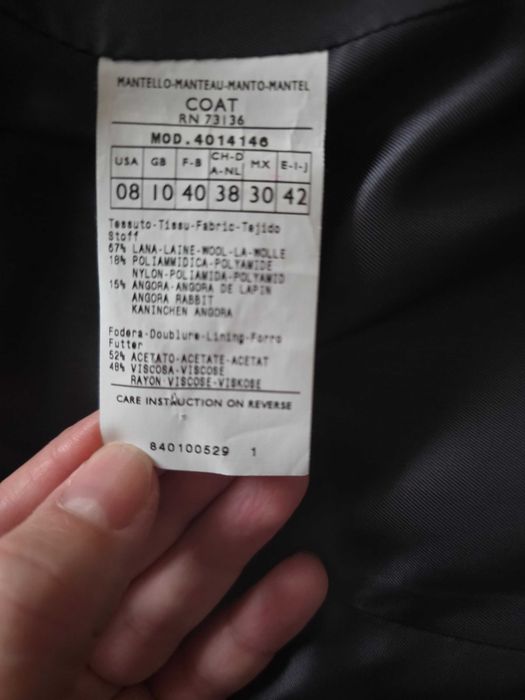 MANTELLO-MANTEAU-MANTO-MANTEL
COAT
RN 73136
MOD.4014146
USA GB F-B CH-D A-NL MX E-I-J
08 10 40 38 30 42
Tessuto-Tissu-Fabric-Tejido
Stoff
67% LANA-LAINE-WOOL-LA-WOLLE
18% POLIAMMIDICA-POLYAMIDE
NYLON-POLIAMIDA-POLYAMID
15% ANGORA-ANGORA DE LAPIN
ANGORA RABBIT
KANINCHEN ANGORA
Fodera-Doublure-Lining-Forro
Futter
52% ACETATO-ACETATE-ACETAT
48% VISCOSA-VISCOSE
RAYON-VISCOSE-VISKOSE
CARE INSTRUCTION ON REVERSE
840100529 1